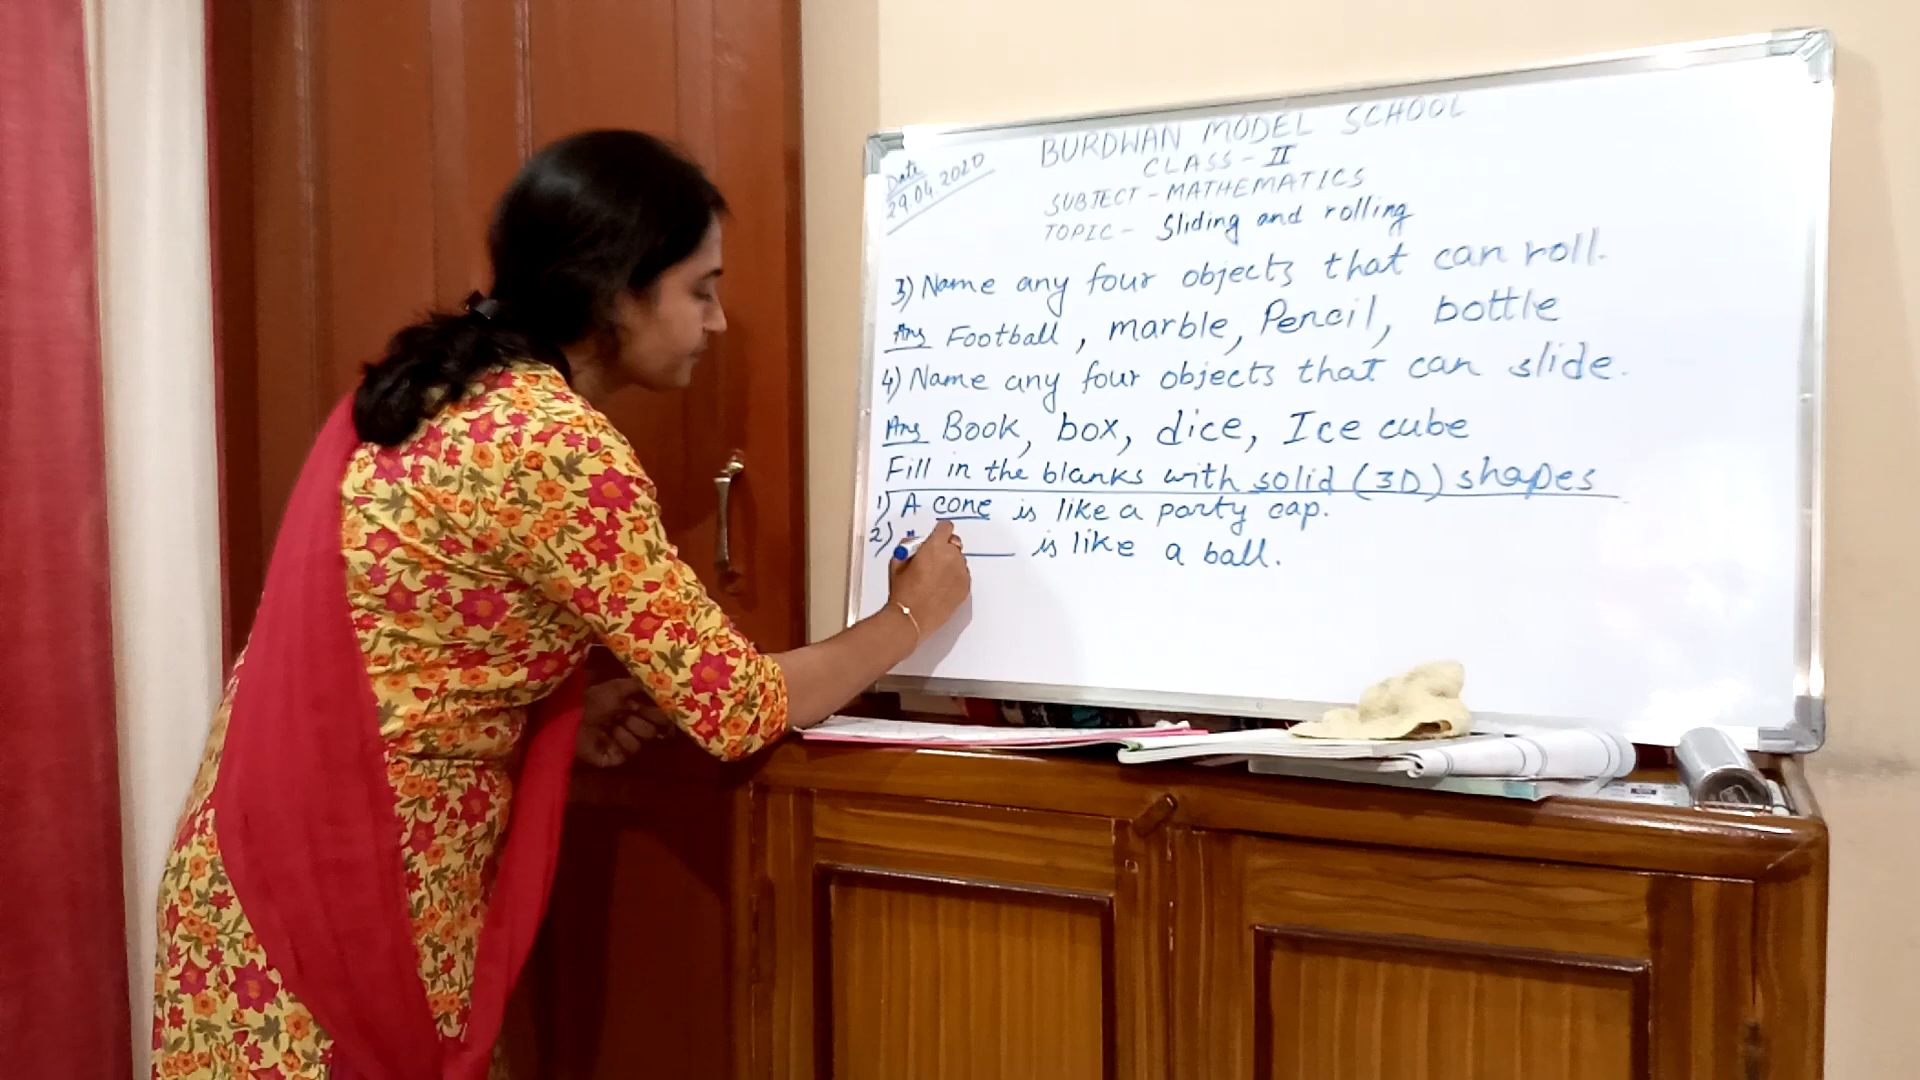 Date
29.04.2020
BURDWAN MODEL SCHOOL
CLASS - II
SUBJECT - MATHEMATICS
TOPIC - Sliding and rolling
3) Name any four objects that can roll.
Ans Football, marble, Pencil, bottle
4) Name any four objects that can slide.
Ans Book, box, dice, Ice cube
Fill in the blanks with solid (3D) shapes
1) A cone is like a party cap.
2) ____ is like a ball.